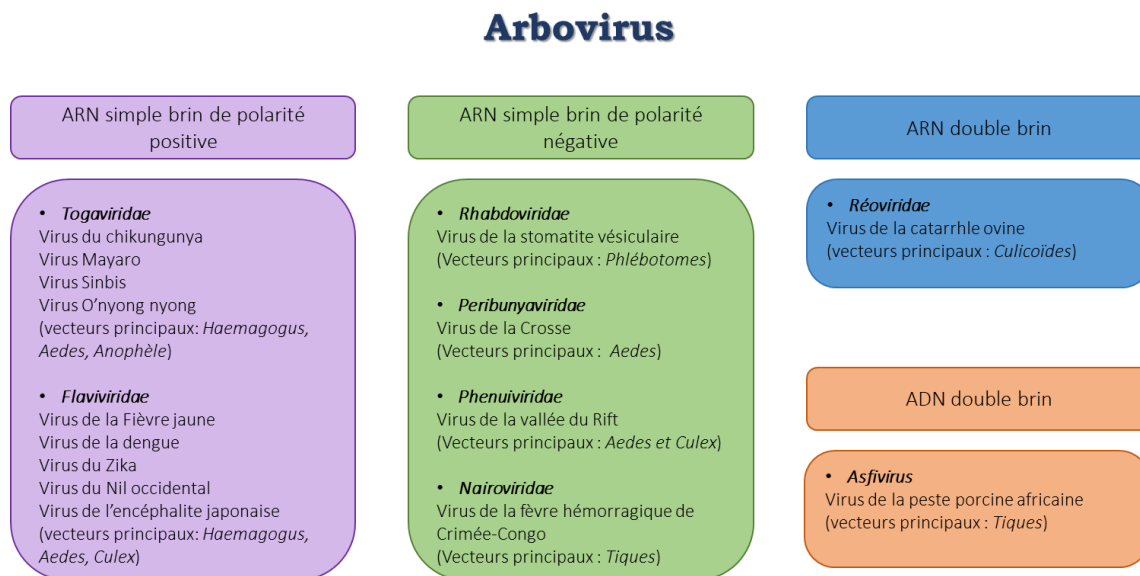 Arbovirus
ARN simple brin de polarité
positive
• Togaviridae
Virus du chikungunya
Virus Mayaro
Virus Sinbis
Virus O’nyong nyong
(vecteurs principaux: Haemagogus,
Aedes, Anophèle)
• Flaviviridae
Virus de la Fièvre jaune
Virus de la dengue
Virus du Zika
Virus du Nil occidental
Virus de l’encéphalite japonaise
(vecteurs principaux: Haemagogus,
Aedes, Culex)
ARN simple brin de polarité
négative
• Rhabdoviridae
Virus de la stomatite vésiculaire
(Vecteurs principaux : Phlébotomes)
• Peribunyaviridae
Virus de la Crosse
(Vecteurs principaux : Aedes)
• Phenuiviridae
Virus de la vallée du Rift
(Vecteurs principaux : Aedes et Culex)
• Nairoviridae
Virus de la fèvre hémorragique de
Crimée-Congo
(Vecteurs principaux : Tiques)
ARN double brin
• Réoviridae
Virus de la catarrhle ovine
(vecteurs principaux : Culicoïdes)
ADN double brin
• Asfivirus
Virus de la peste porcine africaine
(vecteurs principaux : Tiques)